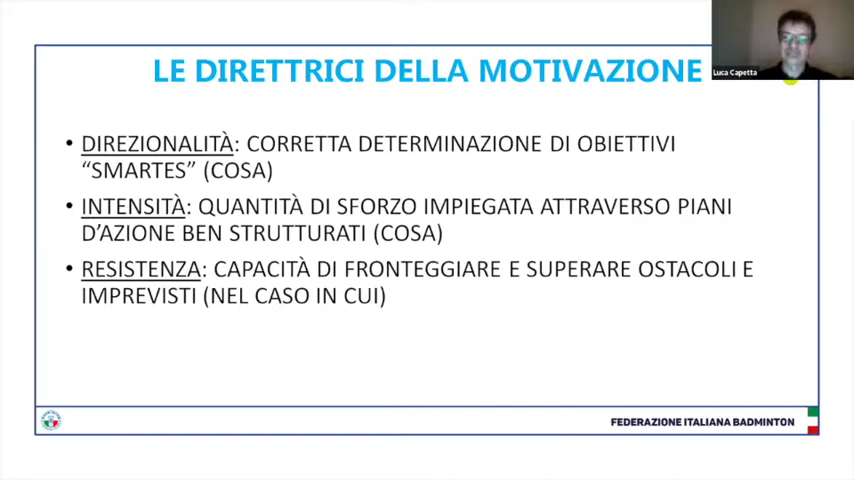 LE DIRETTRICI DELLA MOTIVAZIONE
Luca Capetta
• DIREZIONALITÀ: CORRETTA DETERMINAZIONE DI OBIETTIVI
“SMARTES” (COSA)
• INTENSITÀ: QUANTITÀ DI SFORZO IMPIEGATA ATTRAVERSO PIANI
D’AZIONE BEN STRUTTURATI (COSA)
• RESISTENZA: CAPACITÀ DI FRONTEGGIARE E SUPERARE OSTACOLI E
IMPREVISTI (NEL CASO IN CUI)
FEDERAZIONE ITALIANA BADMINTON